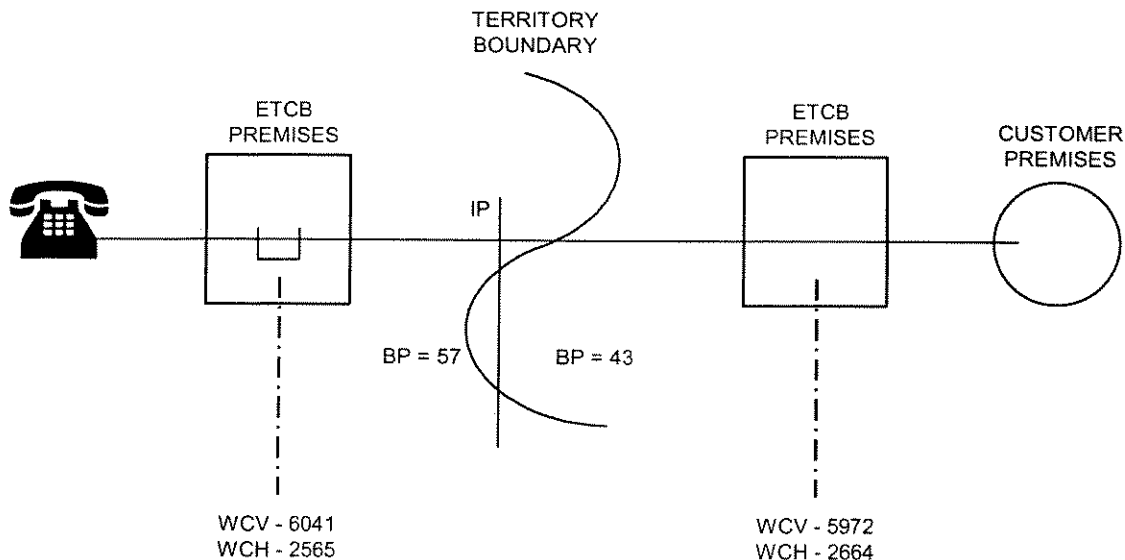 TERRITORY
BOUNDARY
ETCB
PREMISES
ETCB
PREMISES
CUSTOMER
PREMISES
IP
BP = 57
BP = 43
WCV - 6041
WCH - 2565
WCV - 5972
WCH - 2664